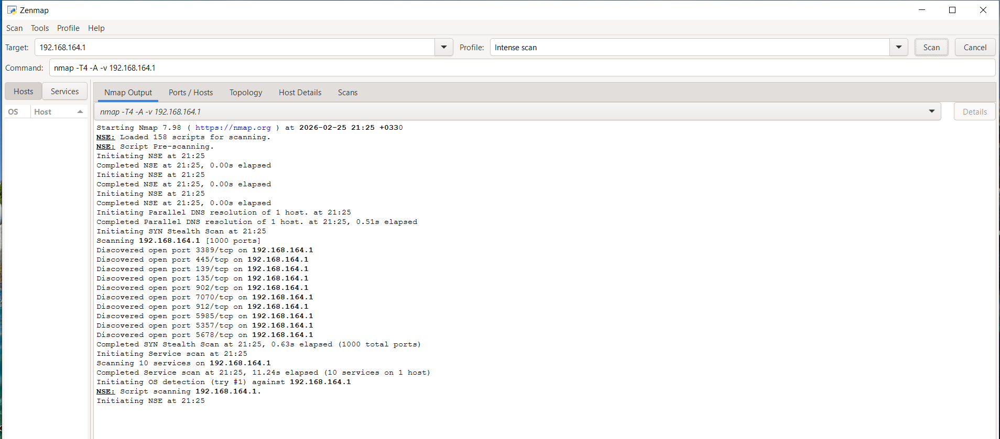 Zenmap
Scan Tools Profile Help
Target: 192.168.164.1 Profile: Intense scan Scan Cancel
Command: nmap -T4 -A -v 192.168.164.1
Hosts Services Nmap Output Ports / Hosts Topology Host Details Scans
OS Host nmap -T4 -A -v 192.168.164.1 Details
Starting Nmap 7.98 ( https://nmap.org ) at 2026-02-25 21:25 +0330
NSE: Loaded 158 scripts for scanning.
NSE: Script Pre-scanning.
Initiating NSE at 21:25
Completed NSE at 21:25, 0.00s elapsed
Initiating NSE at 21:25
Completed NSE at 21:25, 0.00s elapsed
Initiating NSE at 21:25
Completed NSE at 21:25, 0.00s elapsed
Initiating Parallel DNS resolution of 1 host. at 21:25
Completed Parallel DNS resolution of 1 host. at 21:25, 0.51s elapsed
Initiating SYN Stealth Scan at 21:25
Scanning 192.168.164.1 [1000 ports]
Discovered open port 3389/tcp on 192.168.164.1
Discovered open port 445/tcp on 192.168.164.1
Discovered open port 139/tcp on 192.168.164.1
Discovered open port 135/tcp on 192.168.164.1
Discovered open port 902/tcp on 192.168.164.1
Discovered open port 7070/tcp on 192.168.164.1
Discovered open port 912/tcp on 192.168.164.1
Discovered open port 5985/tcp on 192.168.164.1
Discovered open port 5357/tcp on 192.168.164.1
Discovered open port 5678/tcp on 192.168.164.1
Completed SYN Stealth Scan at 21:25, 0.63s elapsed (1000 total ports)
Initiating Service scan at 21:25
Scanning 10 services on 192.168.164.1
Completed Service scan at 21:25, 11.24s elapsed (10 services on 1 host)
Initiating OS detection (try #1) against 192.168.164.1
NSE: Script scanning 192.168.164.1.
Initiating NSE at 21:25